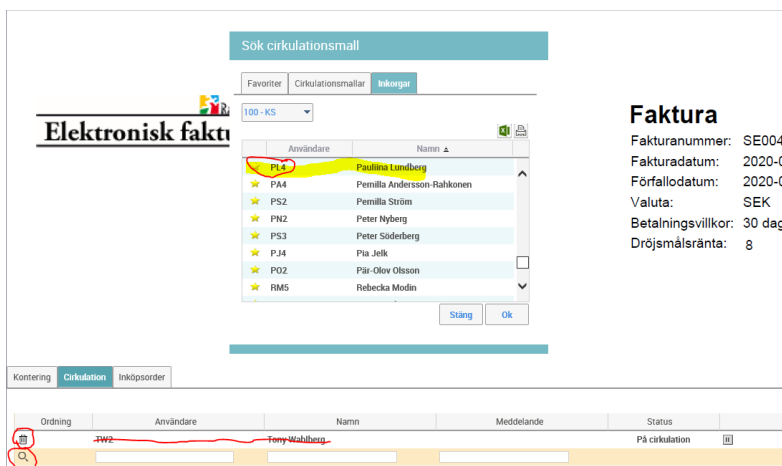 Sök cirkulationsmall
Favoriter Cirkulationsmallar Inkorgar
100 - KS
Användare Namn
PL4 Pauliina Lundberg
PA4 Pernilla Andersson-Rahkonen
PS2 Pernilla Ström
PN2 Peter Nyberg
PS3 Peter Söderberg
PJ4 Pia Jelk
PO2 Pär-Olov Olsson
RM5 Rebecka Modin
Stäng Ok
Elektronisk faktu
Faktura
Fakturanummer: SE004
Fakturadatum: 2020-0
Förfallodatum: 2020-0
Valuta: SEK
Betalningsvillkor: 30 dag
Dröjsmålsränta: 8
Kontering Cirkulation Inköpsorder
Ordning Användare Namn Meddelande Status
TW2 Tony Wahlberg På cirkulation